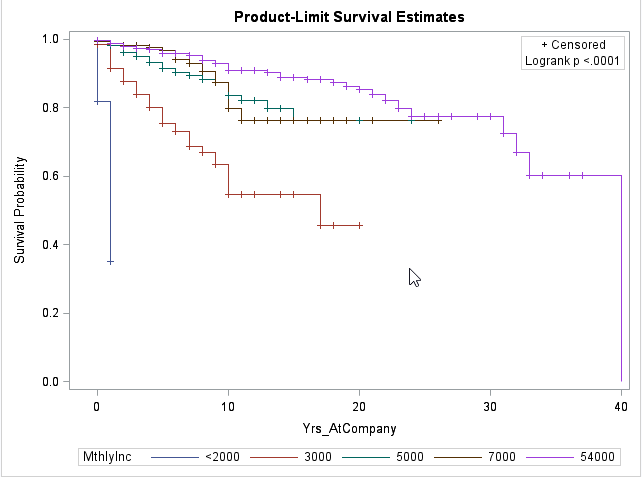 Product-Limit Survival Estimates
+ Censored
Logrank p <.0001
1.0
0.8
0.6
0.4
0.2
0.0
Survival Probability
0 10 20 30 40
Yrs_AtCompany
MthlyInc <2000 3000 5000 7000 54000